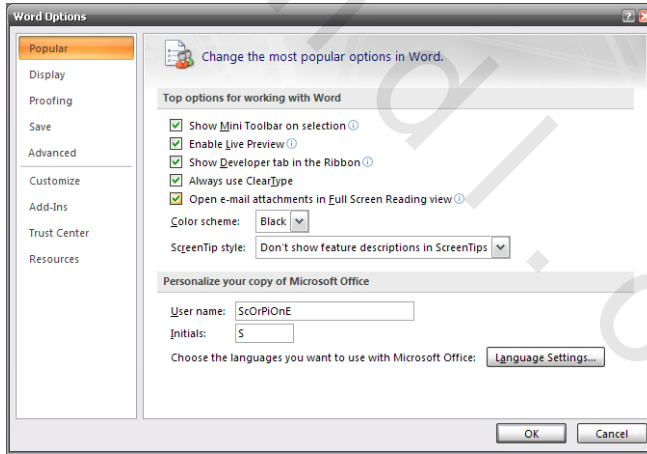 Word Options
Popular
Display
Proofing
Save
Advanced
Customize
Add-Ins
Trust Center
Resources
Change the most popular options in Word.
Top options for working with Word
Show Mini Toolbar on selection
Enable Live Preview
Show Developer tab in the Ribbon
Always use ClearType
Open e-mail attachments in Full Screen Reading view
Color scheme: Black
ScreenTip style: Don't show feature descriptions in ScreenTips
Personalize your copy of Microsoft Office
User name: ScOrPiOnE
Initials: S
Choose the languages you want to use with Microsoft Office: Language Settings...
OK Cancel